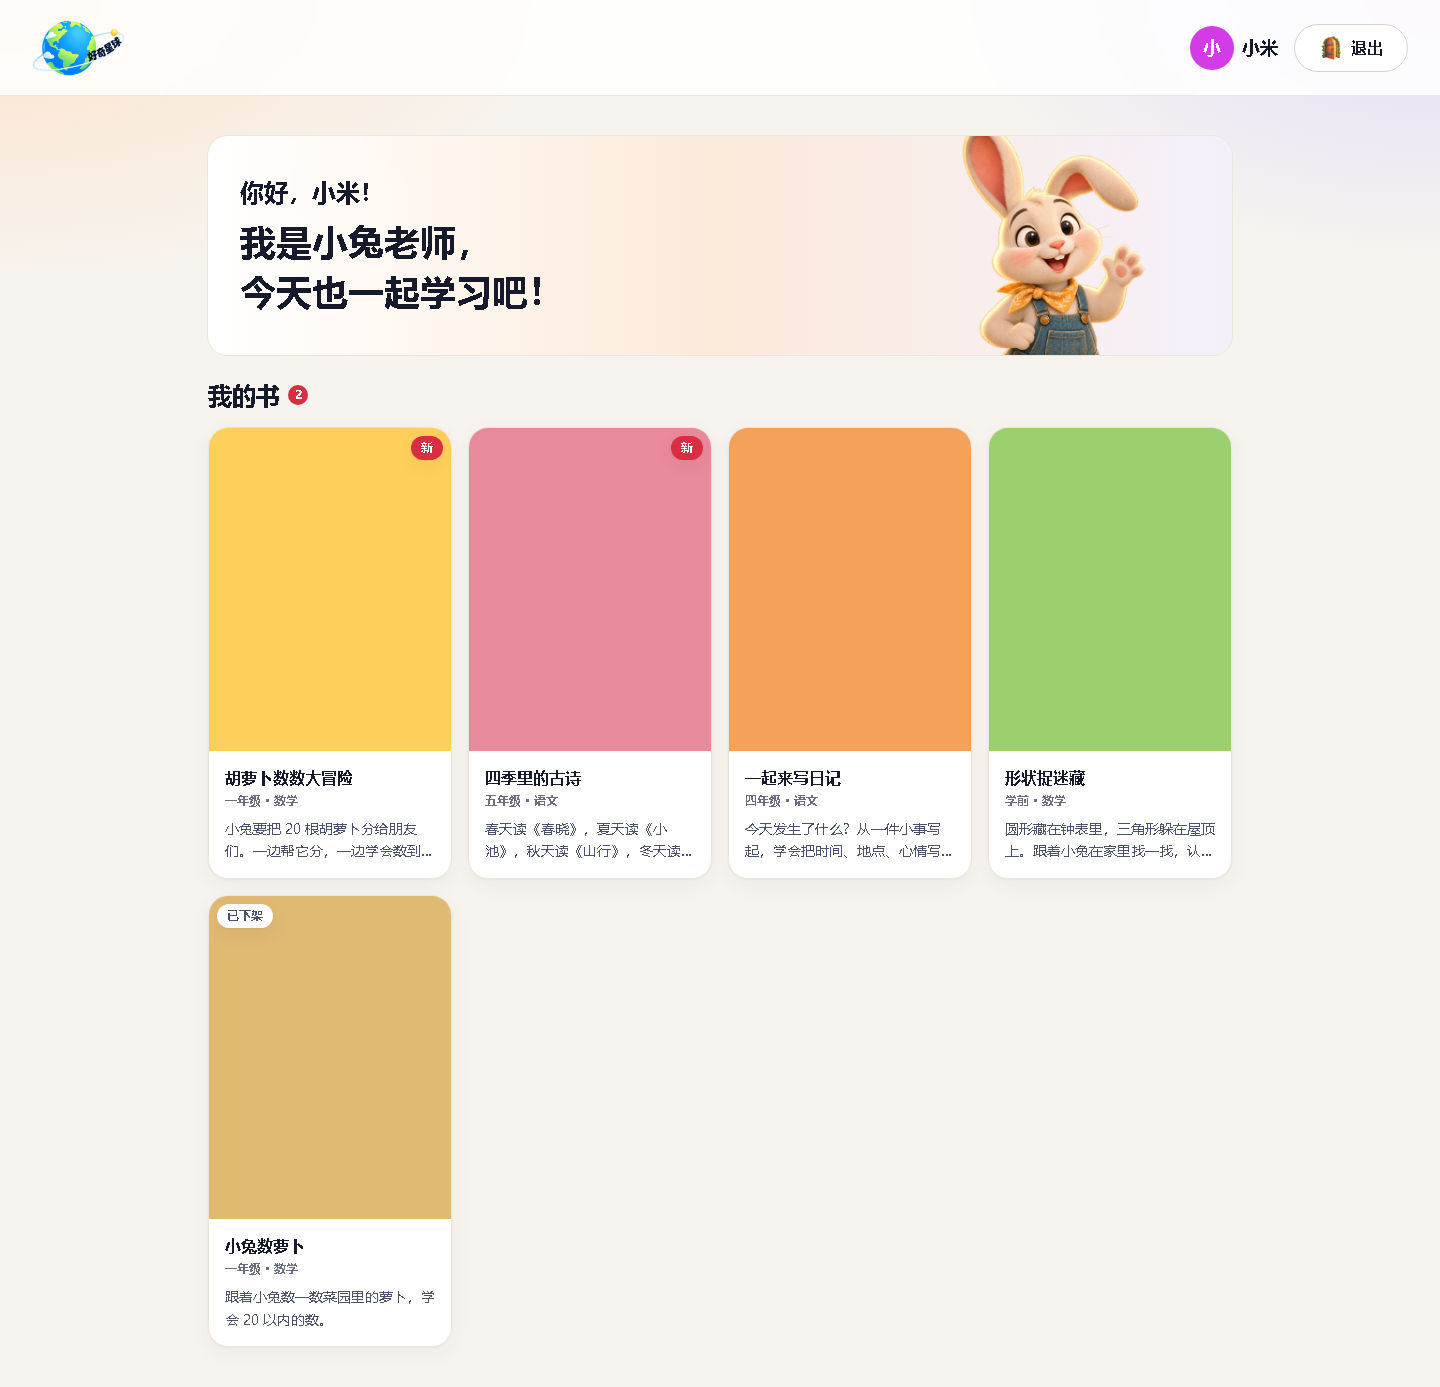 好奇星球
小
小米
退出
你好，小米！
我是小兔老师，
今天也一起学习吧！
我的书
2
新
胡萝卜数数大冒险
一年级·数学
小兔要把 20 根胡萝卜分给朋友
们。一边帮它分，一边学会数到...
新
四季里的古诗
五年级·语文
春天读《春晓》，夏天读《小
池》，秋天读《山行》，冬天读...
一起来写日记
四年级·语文
今天发生了什么？从一件小事写
起，学会把时间、地点、心情写...
形状捉迷藏
学前·数学
圆形藏在钟表里，三角形躲在屋顶
上。跟着小兔在家里找一找，认...
已下架
小兔数萝卜
一年级·数学
跟着小兔数一数菜园里的萝卜，学
会 20 以内的数。